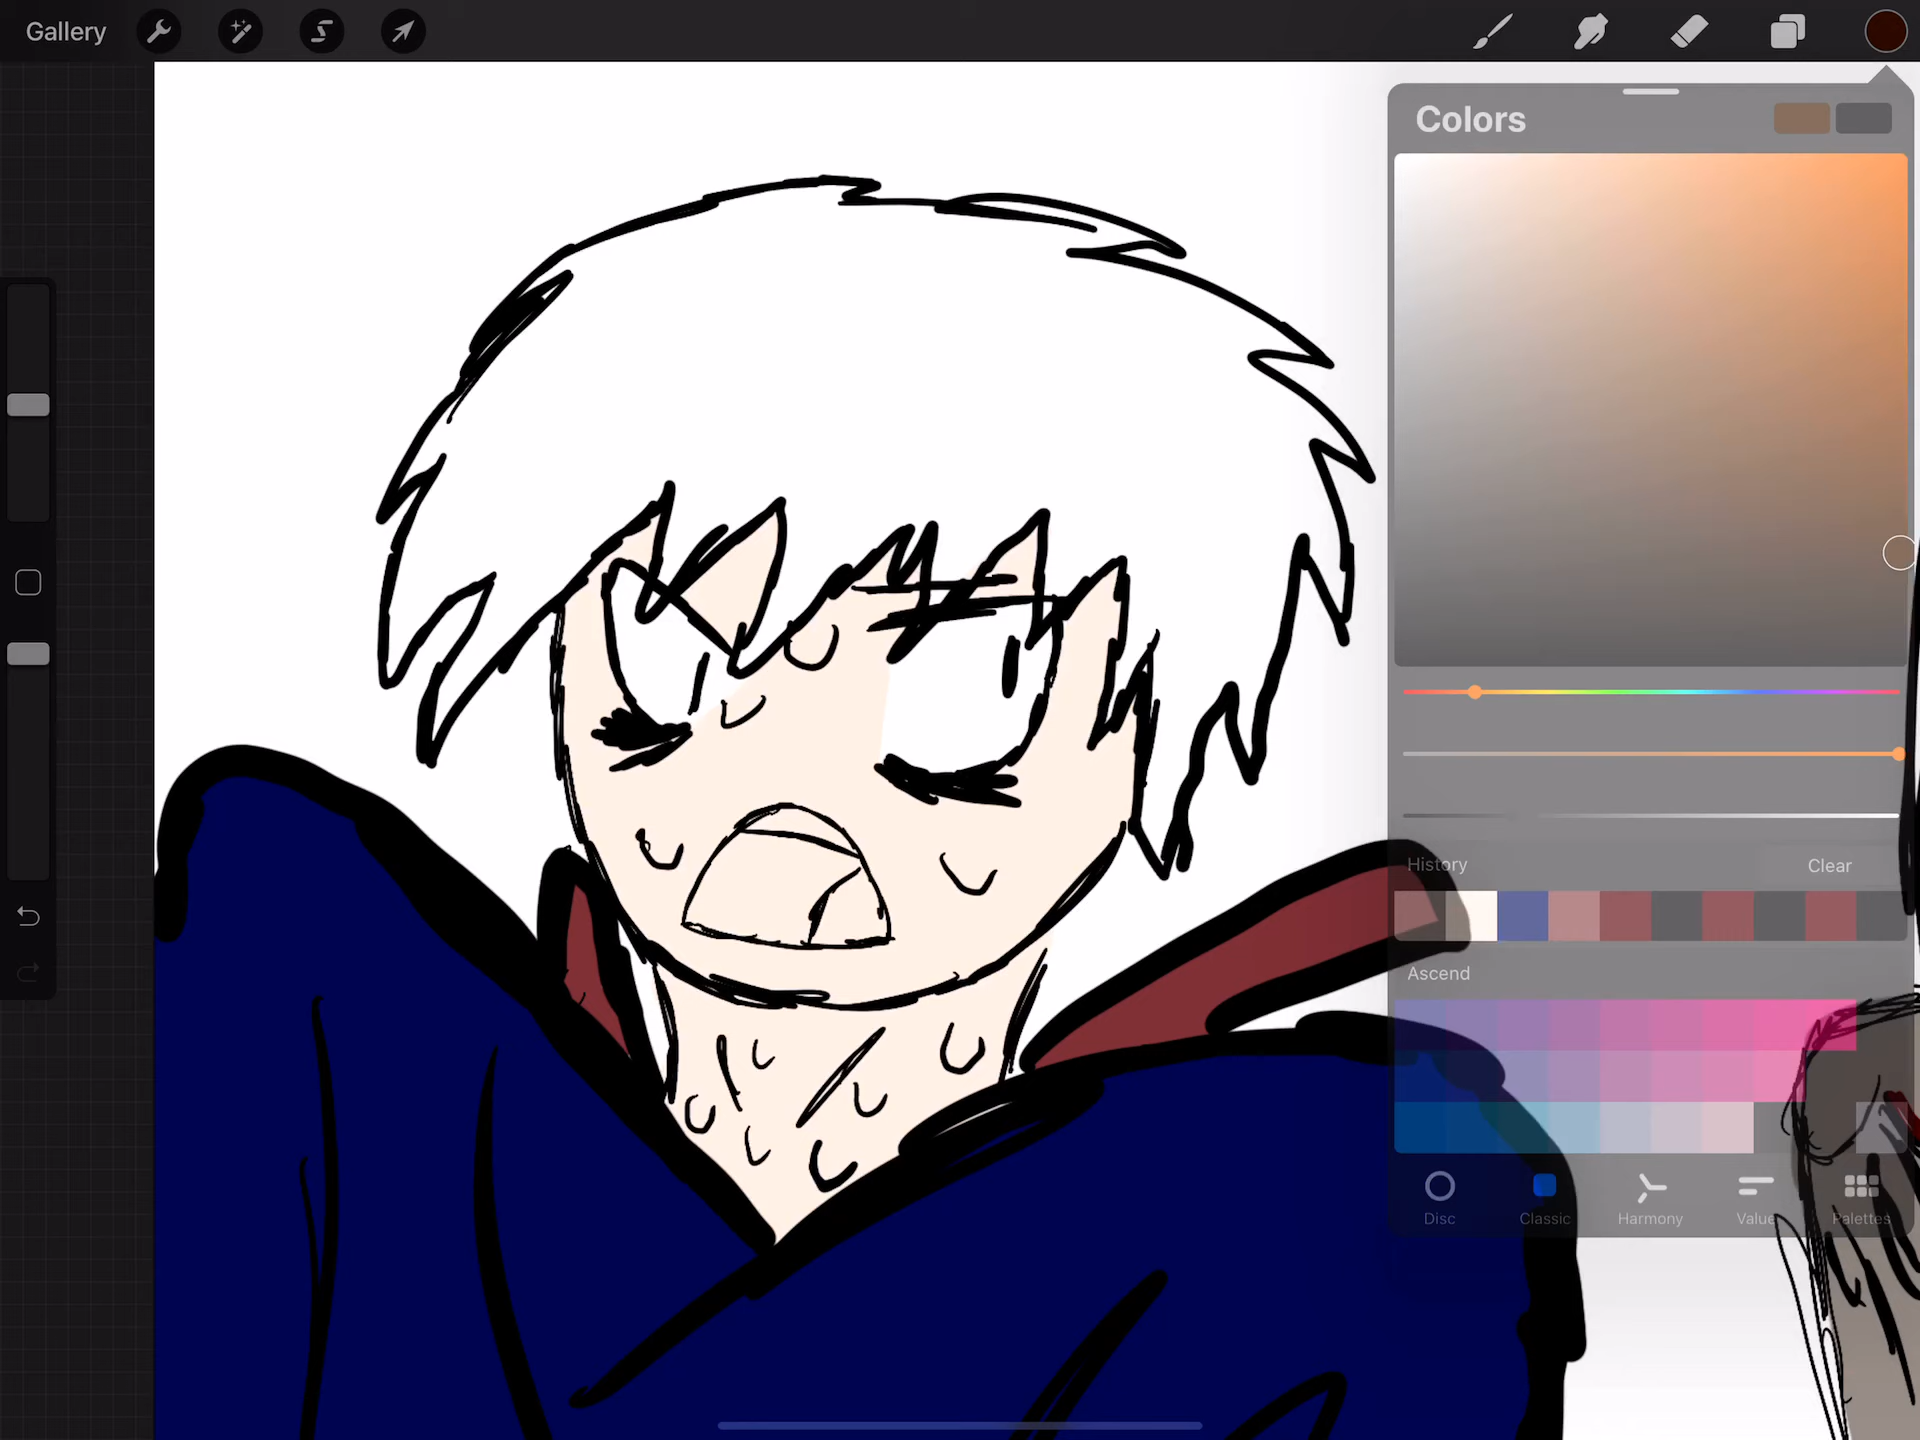 Gallery
Colors
History
Clear
Ascend
Disc
Classic
Harmony
Value
Palettes